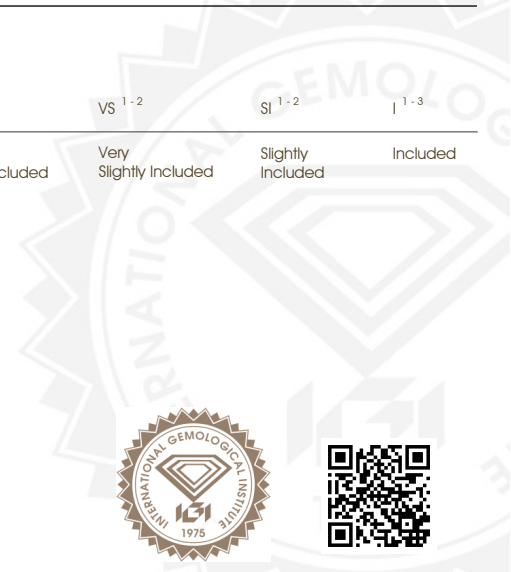 VS 1 - 2
SI 1 - 2
I 1 - 3
Very
Slightly Included
Slightly
Included
Included
cluded
INTERNATIONAL GEMOLOGICAL INSTITUTE
IGI
1975